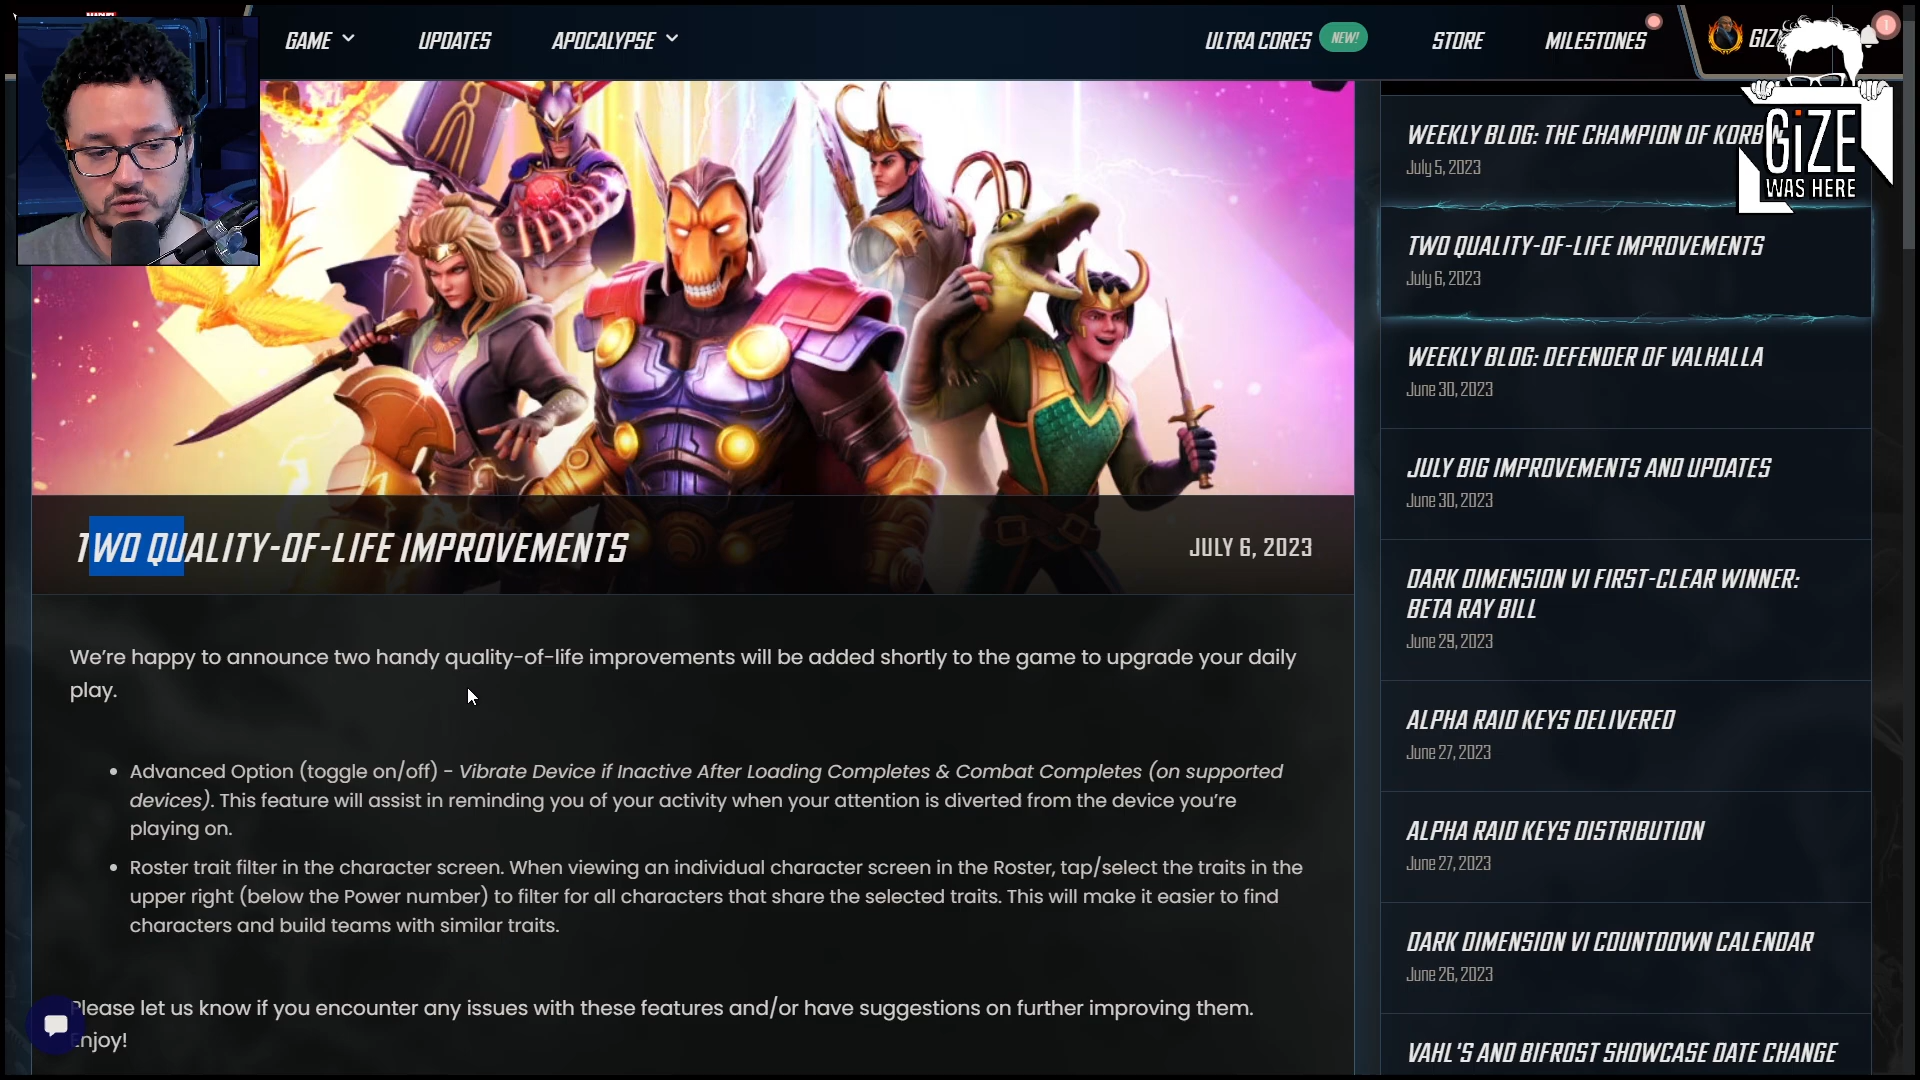 MARVEL
GAME
UPDATES
APOCALYPSE
ULTRA CORES
NEW!
STORE
MILESTONES
GiZE
WAS HERE
WEEKLY BLOG: THE CHAMPION OF
July 5, 2023
TWO QUALITY-OF-LIFE IMPROVEMENTS
July 6, 2023
WEEKLY BLOG: DEFENDER OF VALHALLA
June 30, 2023
JULY BIG IMPROVEMENTS AND UPDATES
June 30, 2023
DARK DIMENSION VI FIRST-CLEAR WINNER:
BETA RAY BILL
June 29, 2023
ALPHA RAID KEYS DELIVERED
June 27, 2023
ALPHA RAID KEYS DISTRIBUTION
June 27, 2023
DARK DIMENSION VI COUNTDOWN CALENDAR
June 26, 2023
VAHL'S AND BIFROST SHOWCASE DATE CHANGE
TWO QUALITY-OF-LIFE IMPROVEMENTS
JULY 6, 2023
We’re happy to announce two handy quality-of-life improvements will be added shortly to the game to upgrade your daily
play.
Advanced Option (toggle on/off) - Vibrate Device if Inactive After Loading Completes & Combat Completes (on supported
devices). This feature will assist in reminding you of your activity when your attention is diverted from the device you’re
playing on.
Roster trait filter in the character screen. When viewing an individual character screen in the Roster, tap/select the traits in the
upper right (below the Power number) to filter for all characters that share the selected traits. This will make it easier to find
characters and build teams with similar traits.
Please let us know if you encounter any issues with these features and/or have suggestions on further improving them.
Enjoy!